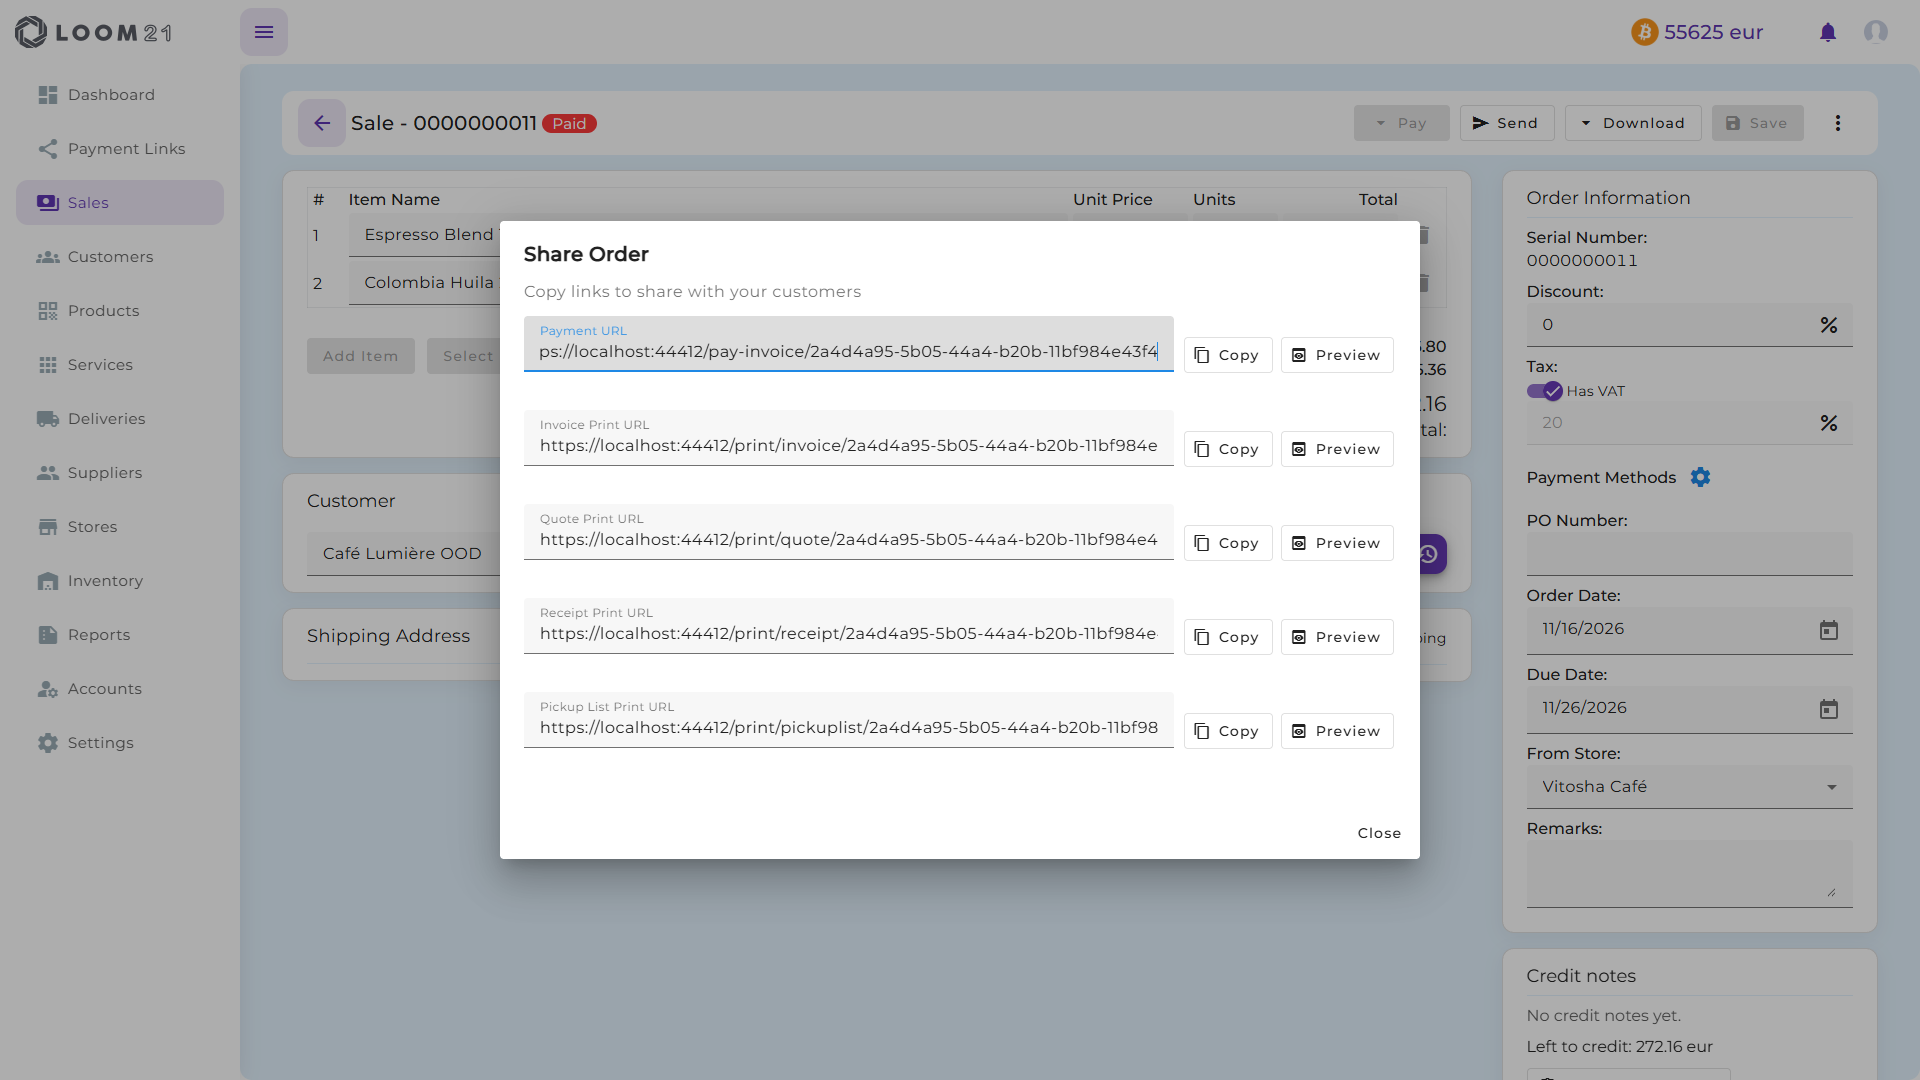 LOOM21
55625 eur
Dashboard
Payment Links
Sales
Customers
Products
Services
Deliveries
Suppliers
Stores
Inventory
Reports
Accounts
Settings
Sale - 0000000011 Paid
Pay
Send
Download
Save
# Item Name Unit Price Units Total
1 Espresso Blend
2 Colombia Huila
Add Item
Select
.80
.36
.16
tal:
Customer
Café Lumière OOD
Shipping Address
Share Order
Copy links to share with your customers
Payment URL
ps://localhost:44412/pay-invoice/2a4d4a95-5b05-44a4-b20b-11bf984e43f4
Copy Preview
Invoice Print URL
https://localhost:44412/print/invoice/2a4d4a95-5b05-44a4-b20b-11bf984e
Copy Preview
Quote Print URL
https://localhost:44412/print/quote/2a4d4a95-5b05-44a4-b20b-11bf984e4
Copy Preview
Receipt Print URL
https://localhost:44412/print/receipt/2a4d4a95-5b05-44a4-b20b-11bf984e
Copy Preview
Pickup List Print URL
https://localhost:44412/print/pickuplist/2a4d4a95-5b05-44a4-b20b-11bf98
Copy Preview
Close
Order Information
Serial Number:
0000000011
Discount:
0 %
Tax:
Has VAT
20 %
Payment Methods
PO Number:
Order Date:
11/16/2026
Due Date:
11/26/2026
From Store:
Vitosha Café
Remarks:
Credit notes
No credit notes yet.
Left to credit: 272.16 eur